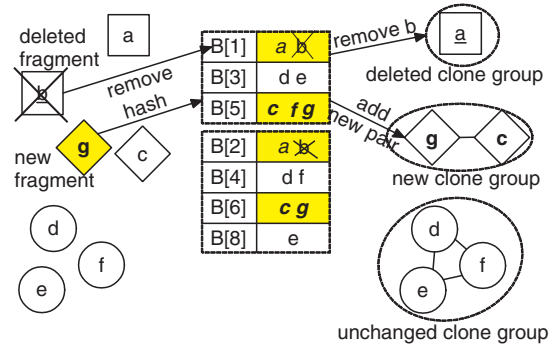 deleted
fragment
a
b
remove
hash
g
new
fragment
c
d
f
e
B[1] a b
B[3] d e
B[5] c f g
B[2] a b
B[4] d f
B[6] c g
B[8] e
remove b
a
deleted clone group
add
new pair
g
c
new clone group
d
f
e
unchanged clone group